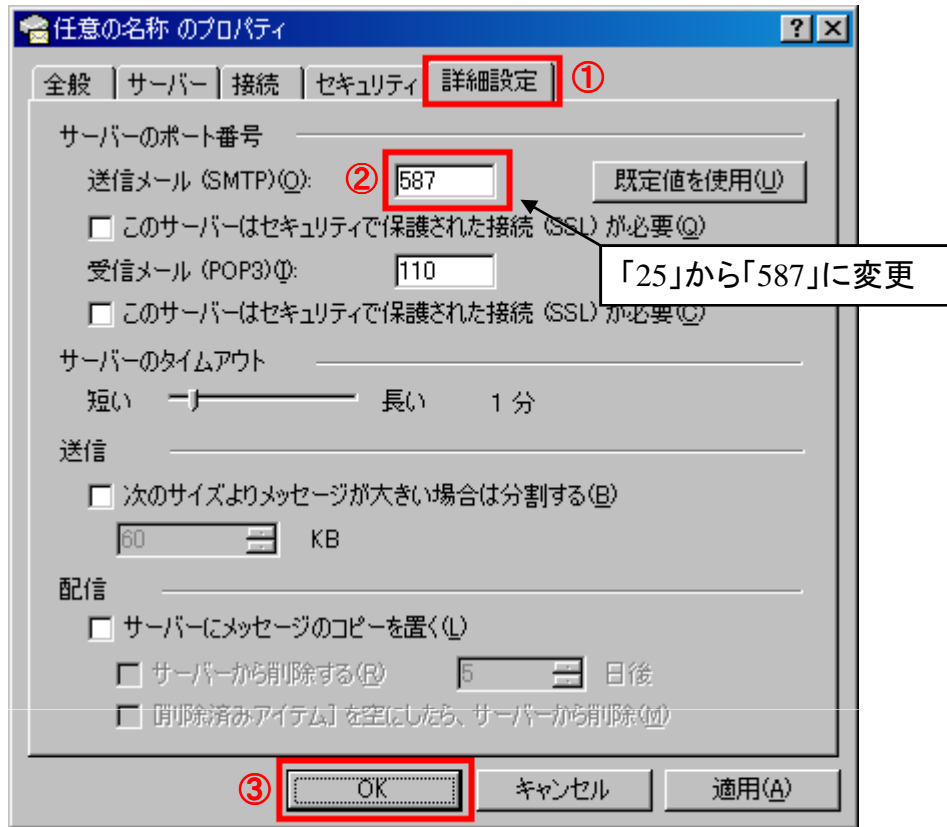 任意の名称 のプロパティ
全般 サーバー 接続 セキュリティ 詳細設定 ①
サーバーのポート番号
送信メール (SMTP)(O): ② 587 既定値を使用(U)
このサーバーはセキュリティで保護された接続 (SSL) が必要(Q)
受信メール (POP3)(I): 110
「25」から「587」に変更
このサーバーはセキュリティで保護された接続 (SSL) が必要(C)
サーバーのタイムアウト
短い 長い 1 分
送信
次のサイズよりメッセージが大きい場合は分割する(B)
60 KB
配信
サーバーにメッセージのコピーを置く(L)
サーバーから削除する(R) 5 日後
[削除済みアイテム] を空にしたら、サーバーから削除(M)
③ OK キャンセル 適用(A)